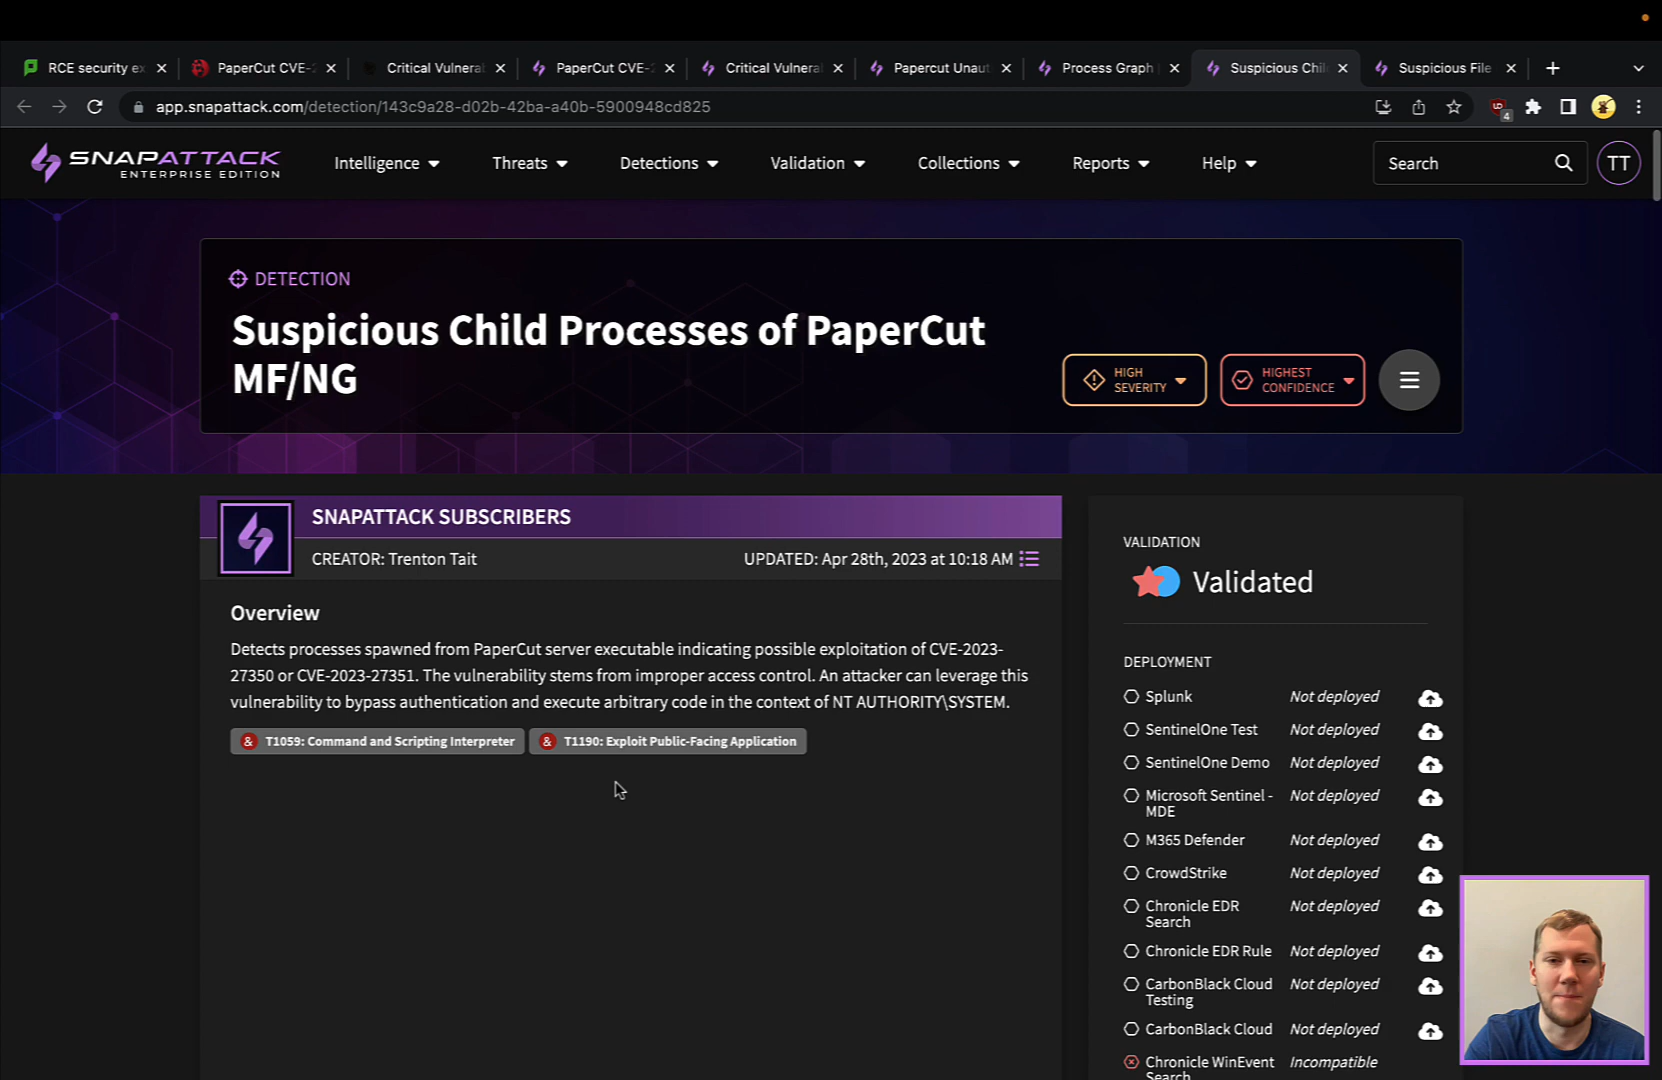 RCE security ex
PaperCut CVE-2
Critical Vulnera
PaperCut CVE-2
Critical Vulnera
Papercut Unaut
Process Graph
Suspicious Chil
Suspicious File
app.snapattack.com/detection/143c9a28-d02b-42ba-a40b-5900948cd825
4
SNAPATTACK
ENTERPRISE EDITION
Intelligence
Threats
Detections
Validation
Collections
Reports
Help
Search
TT
DETECTION
Suspicious Child Processes of PaperCut
MF/NG
HIGH
SEVERITY
HIGHEST
CONFIDENCE
SNAPATTACK SUBSCRIBERS
CREATOR: Trenton Tait
UPDATED: Apr 28th, 2023 at 10:18 AM
Overview
Detects processes spawned from PaperCut server executable indicating possible exploitation of CVE-2023-
27350 or CVE-2023-27351. The vulnerability stems from improper access control. An attacker can leverage this
vulnerability to bypass authentication and execute arbitrary code in the context of NT AUTHORITY\SYSTEM.
& T1059: Command and Scripting Interpreter
& T1190: Exploit Public-Facing Application
VALIDATION
Validated
DEPLOYMENT
Splunk Not deployed
SentinelOne Test Not deployed
SentinelOne Demo Not deployed
Microsoft Sentinel - Not deployed
MDE
M365 Defender Not deployed
CrowdStrike Not deployed
Chronicle EDR Not deployed
Search
Chronicle EDR Rule Not deployed
CarbonBlack Cloud Not deployed
Testing
CarbonBlack Cloud Not deployed
Chronicle WinEvent Incompatible
Search